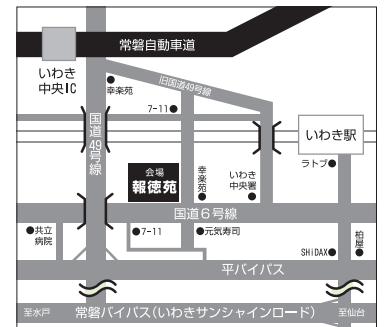 常磐自動車道
いわき
中央IC
幸楽苑
旧国道49号線
7-11
国道49号線
いわき駅
ラトブ
会場
報徳苑
幸楽苑
いわき
中央署
国道6号線
共立
病院
7-11
元気寿司
柏屋
SHiDAX
平バイパス
至水戸
常磐バイパス(いわきサンシャインロード)
至仙台